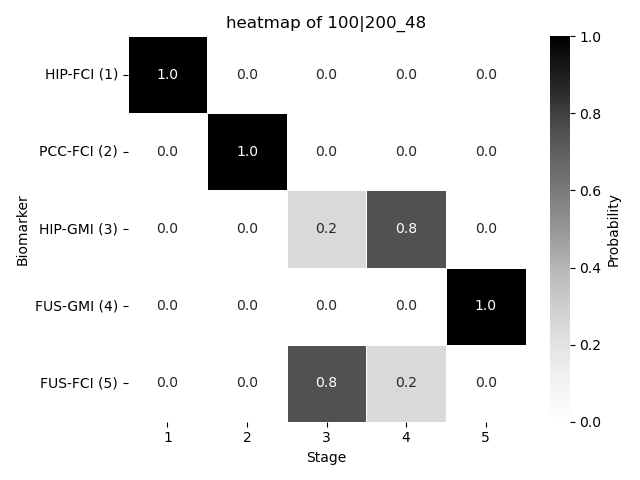 heatmap of 100|200_48
HIP-FCI (1) 1.0 0.0 0.0 0.0 0.0
PCC-FCI (2) 0.0 1.0 0.0 0.0 0.0
HIP-GMI (3) 0.0 0.0 0.2 0.8 0.0
FUS-GMI (4) 0.0 0.0 0.0 0.0 1.0
FUS-FCI (5) 0.0 0.0 0.8 0.2 0.0
1 2 3 4 5
Stage
Biomarker
1.0
0.8
0.6
0.4
0.2
0.0
Probability